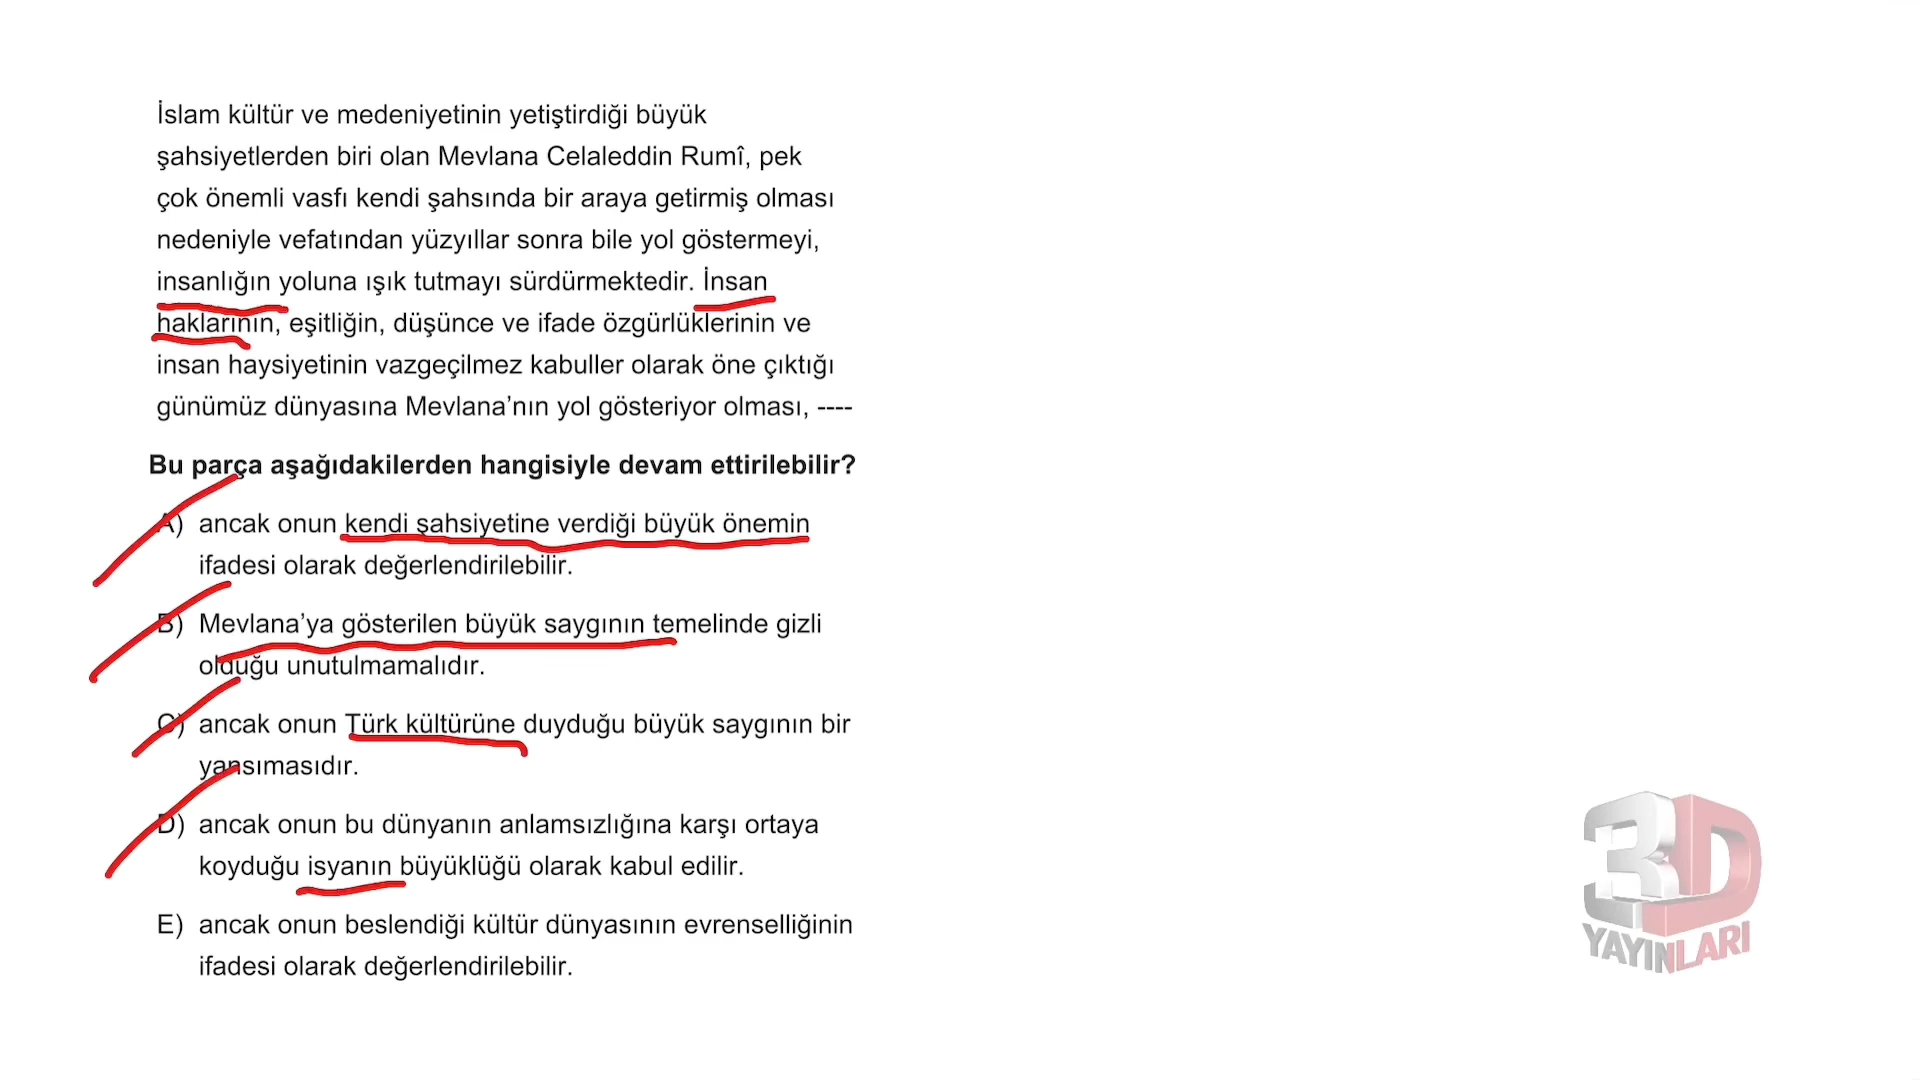 İslam kültür ve medeniyetinin yetiştirdiği büyük
şahsiyetlerden biri olan Mevlana Celaleddin Rumî, pek
çok önemli vasfı kendi şahsında bir araya getirmiş olması
nedeniyle vefatından yüzyıllar sonra bile yol göstermeyi,
insanlığın yoluna ışık tutmayı sürdürmektedir. İnsan
haklarının, eşitliğin, düşünce ve ifade özgürlüklerinin ve
insan haysiyetinin vazgeçilmez kabuller olarak öne çıktığı
günümüz dünyasına Mevlana’nın yol gösteriyor olması, ----
Bu parça aşağıdakilerden hangisiyle devam ettirilebilir?
A) ancak onun kendi şahsiyetine verdiği büyük önemin
ifadesi olarak değerlendirilebilir.
B) Mevlana’ya gösterilen büyük saygının temelinde gizli
olduğu unutulmamalıdır.
C) ancak onun Türk kültürüne duyduğu büyük saygının bir
yansımasıdır.
D) ancak onun bu dünyanın anlamsızlığına karşı ortaya
koyduğu isyanın büyüklüğü olarak kabul edilir.
E) ancak onun beslendiği kültür dünyasının evrenselliğinin
ifadesi olarak değerlendirilebilir.
3D
YAYINLARI